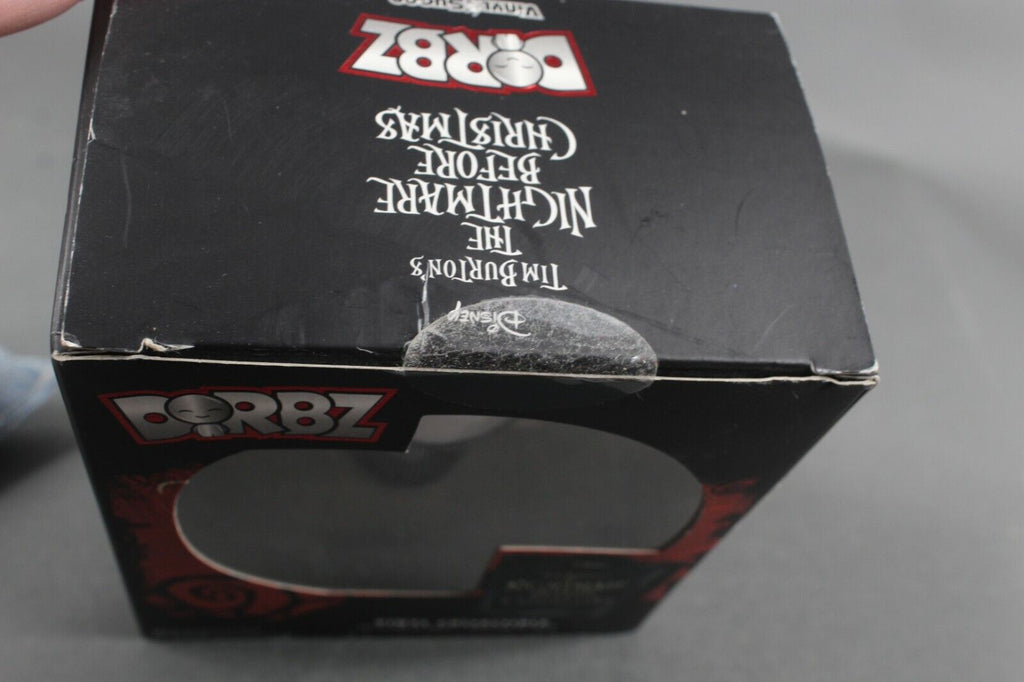 DISNEY
TIM BURTON'S
THE
NIGHTMARE
BEFORE
CHRISTMAS
DORBZ
VINYL SUGAR
DORBZ